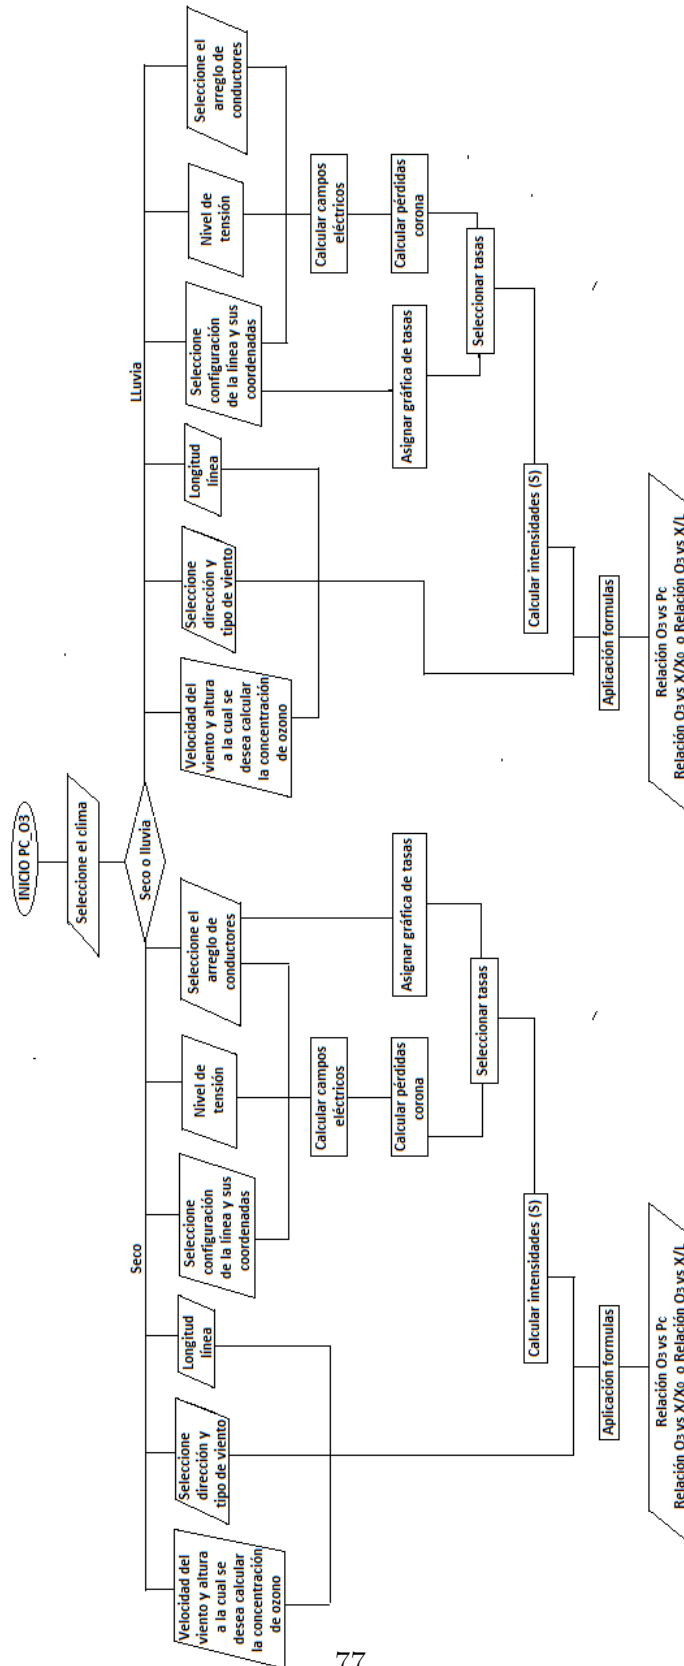 INICIO PC_O3
Seleccione el clima
Seco o lluvia
Seco
Velocidad del
viento y altura
a la cual se
desea calcular
la concentración
de ozono
Seleccione
dirección y
tipo de viento
Longitud
línea
Seleccione
configuración
de la línea y sus
coordenadas
Nivel de
tensión
Seleccione el
arreglo de
conductores
Calcular campos
eléctricos
Calcular pérdidas
corona
Asignar gráfica de tasas
Seleccionar tasas
Calcular intensidades (S)
Aplicación formulas
Relación O3 vs Pc
Relación O3 vs X/X0 o Relación O3 vs X/L
LLuvia
Velocidad del
viento y altura
a la cual se
desea calcular
la concentración
de ozono
Seleccione
dirección y
tipo de viento
Longitud
línea
Seleccione
configuración
de la línea y sus
coordenadas
Nivel de
tensión
Seleccione el
arreglo de
conductores
Calcular campos
eléctricos
Calcular pérdidas
corona
Asignar gráfica de tasas
Seleccionar tasas
Calcular intensidades (S)
Aplicación formulas
Relación O3 vs Pc
Relación O3 vs X/X0 o Relación O3 vs X/L
77